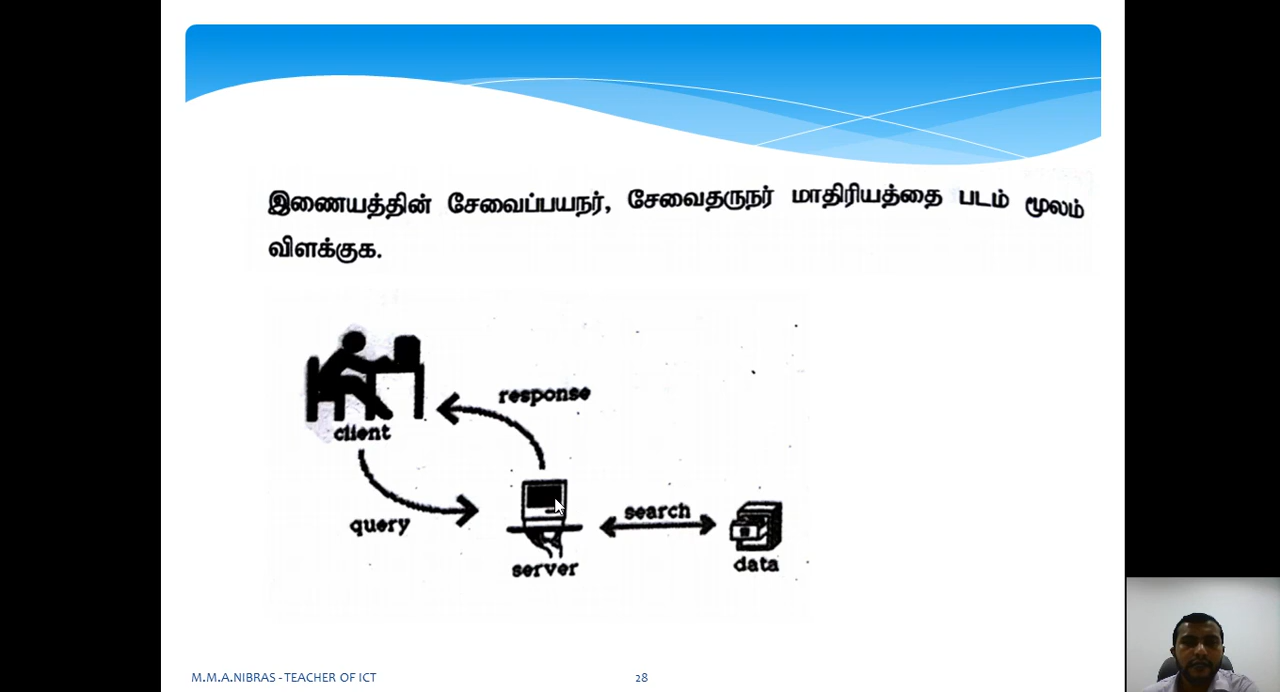 இணையத்தின் சேவைப்பயநர், சேவைதருநர் மாதிரியத்தை படம் மூலம்
விளக்குக.
response
client
query
search
server
data
M.M.A.NIBRAS - TEACHER OF ICT
28